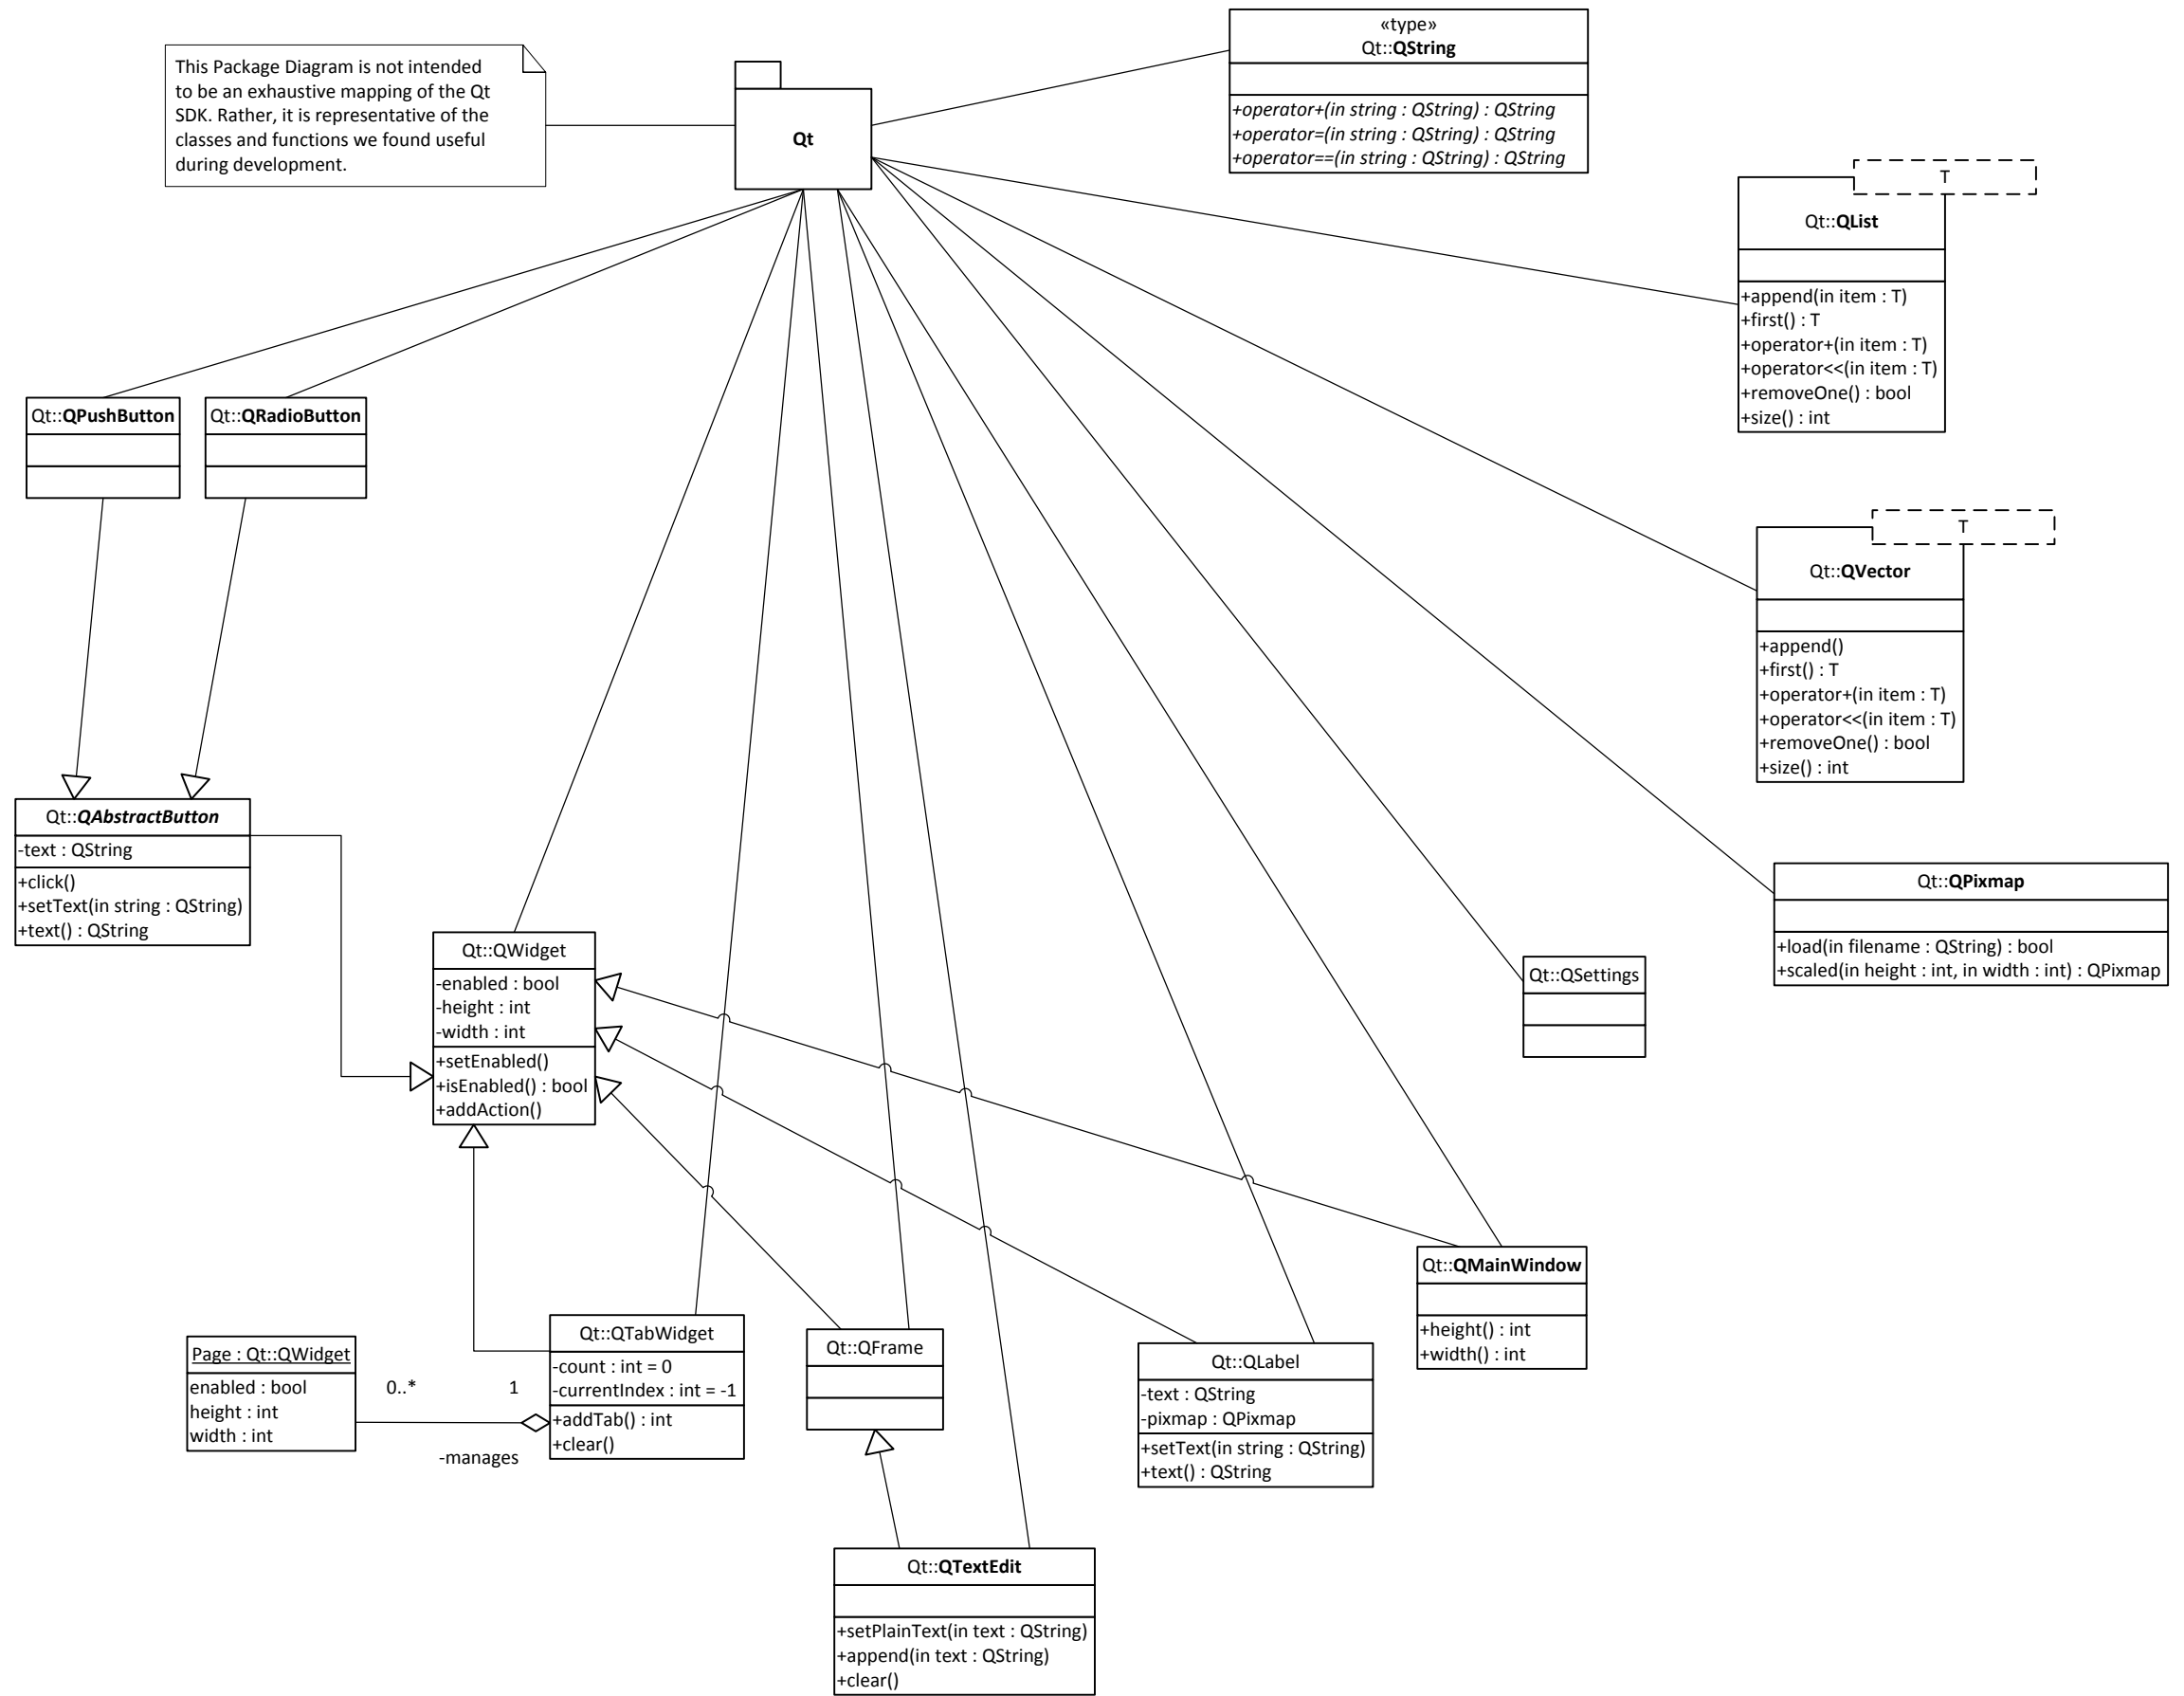 This Package Diagram is not intended
to be an exhaustive mapping of the Qt
SDK. Rather, it is representative of the
classes and functions we found useful
during development.
Qt
«type»
Qt::QString
+operator+(in string : QString) : QString
+operator=(in string : QString) : QString
+operator==(in string : QString) : QString
T
Qt::QList
+append(in item : T)
+first() : T
+operator+(in item : T)
+operator<<(in item : T)
+removeOne() : bool
+size() : int
Qt::QPushButton
Qt::QRadioButton
T
Qt::QVector
+append()
+first() : T
+operator+(in item : T)
+operator<<(in item : T)
+removeOne() : bool
+size() : int
Qt::QAbstractButton
-text : QString
+click()
+setText(in string : QString)
+text() : QString
Qt::QPixmap
+load(in filename : QString) : bool
+scaled(in height : int, in width : int) : QPixmap
Qt::QWidget
-enabled : bool
-height : int
-width : int
+setEnabled()
+isEnabled() : bool
+addAction()
Qt::QSettings
Qt::QMainWindow
+height() : int
+width() : int
Page : Qt::QWidget
enabled : bool
height : int
width : int
0..*
1
-manages
Qt::QTabWidget
-count : int = 0
-currentIndex : int = -1
+addTab() : int
+clear()
Qt::QFrame
Qt::QLabel
-text : QString
-pixmap : QPixmap
+setText(in string : QString)
+text() : QString
Qt::QTextEdit
+setPlainText(in text : QString)
+append(in text : QString)
+clear()